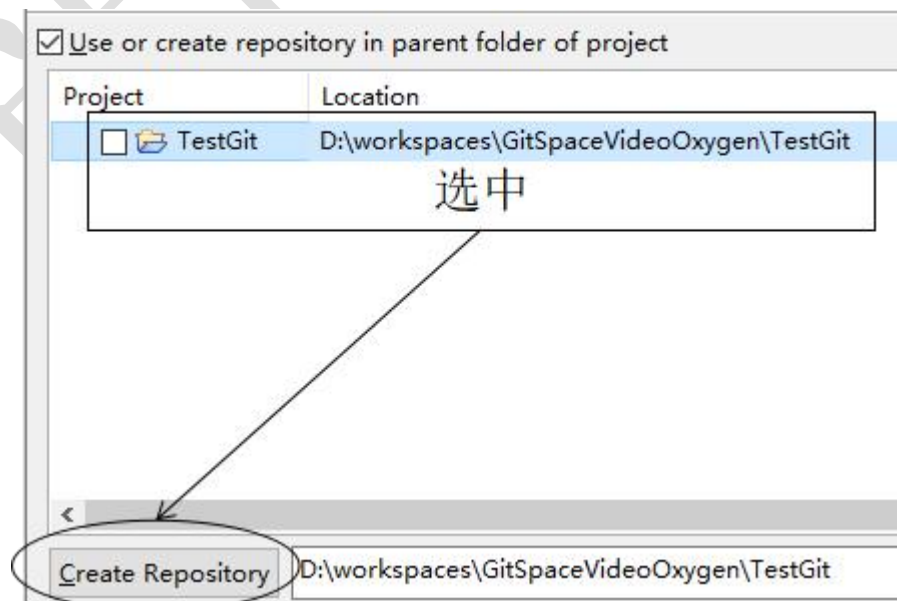 Use or create repository in parent folder of project
Project Location
TestGit D:\workspaces\GitSpaceVideoOxygen\TestGit
选中
Create Repository D:\workspaces\GitSpaceVideoOxygen\TestGit